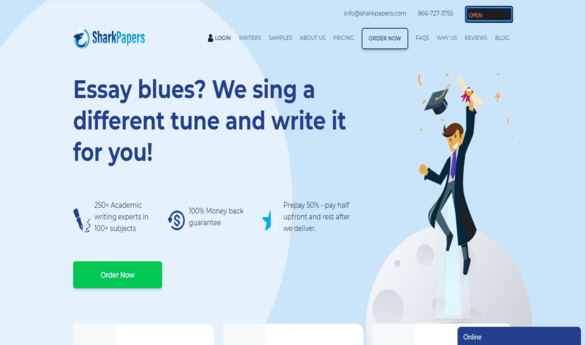 info@sharkpapers.com 866-727-3755 OPEN
SharkPapers LOGIN WRITERS SAMPLES ABOUT US PRICING ORDER NOW FAQS WHY US REVIEWS BLOG
Essay blues? We sing a
different tune and write it
for you!
250+ Academic
writing experts in
100+ subjects
100% Money back
guarantee
Prepay 50% - pay half
upfront and rest after
we deliver.
Order Now
Online